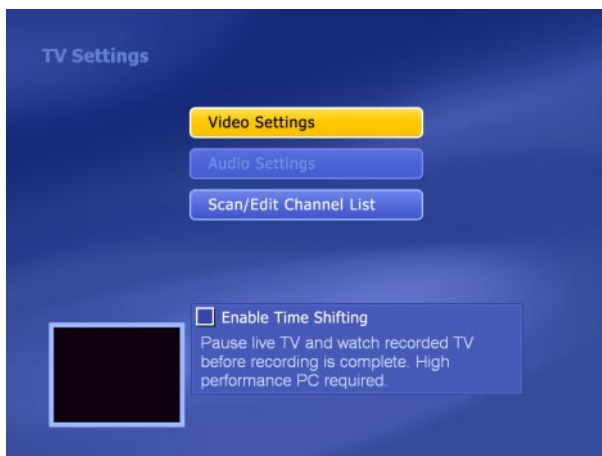 TV Settings
Video Settings
Audio Settings
Scan/Edit Channel List
Enable Time Shifting
Pause live TV and watch recorded TV
before recording is complete. High
performance PC required.